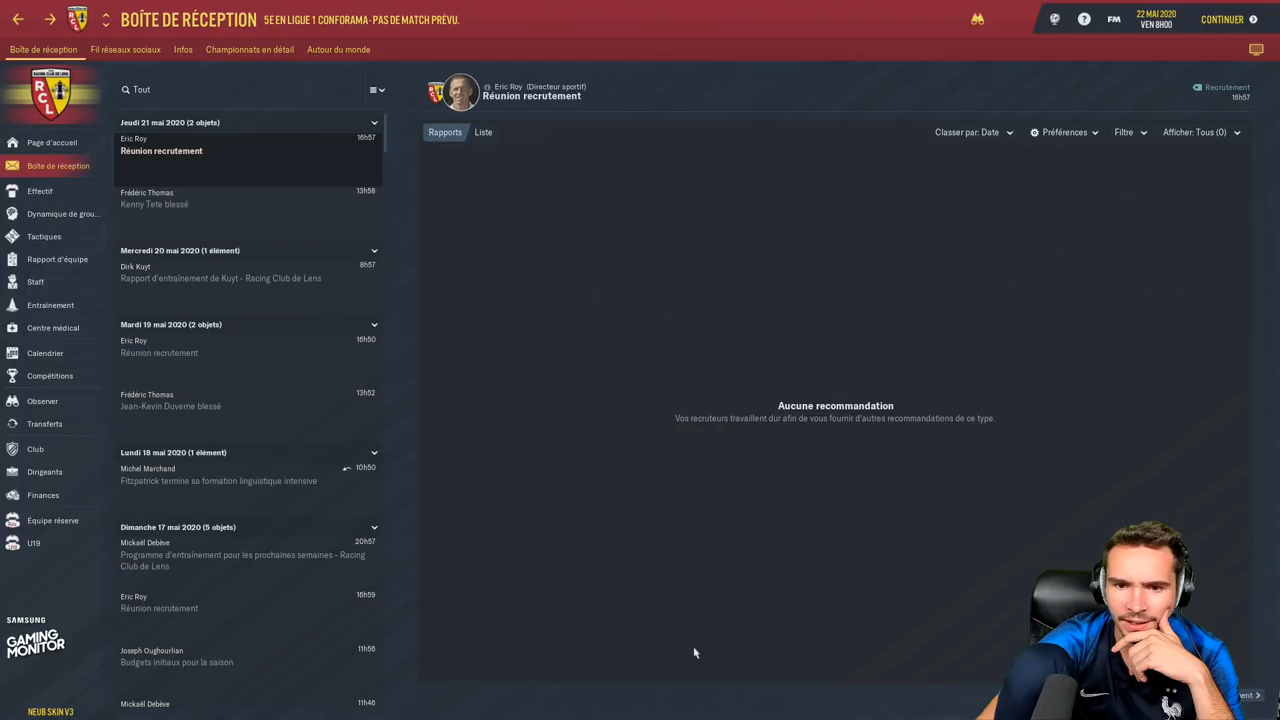 BOÎTE DE RÉCEPTION
5E EN LIGUE 1 CONFORAMA - PAS DE MATCH PRÉVU.
FM
22 MAI 2020
VEN 8H00
CONTINUER
Boîte de réception
Fil réseaux sociaux
Infos
Championnats en détail
Autour du monde
RACING CLUB DE LENS
RCL
Page d'accueil
Boîte de réception
Effectif
Dynamique de grou...
Tactiques
Rapport d'équipe
Staff
Entraînement
Centre médical
Calendrier
Compétitions
Observer
Transferts
Club
Dirigeants
Finances
Équipe réserve
U19
SAMSUNG
GAMING
MONITOR
NEUB SKIN V3
Tout
Jeudi 21 mai 2020 (2 objets)
Eric Roy 16h57
Réunion recrutement
Frédéric Thomas 13h58
Kenny Tete blessé
Mercredi 20 mai 2020 (1 élément)
Dirk Kuyt 8h57
Rapport d'entraînement de Kuyt - Racing Club de Lens
Mardi 19 mai 2020 (2 objets)
Eric Roy 16h50
Réunion recrutement
Frédéric Thomas 13h52
Jean-Kevin Duverne blessé
Lundi 18 mai 2020 (1 élément)
Michel Marchand 10h50
Fitzpatrick termine sa formation linguistique intensive
Dimanche 17 mai 2020 (5 objets)
Mickaël Debève 20h57
Programme d'entraînement pour les prochaines semaines - Racing
Club de Lens
Eric Roy 16h59
Réunion recrutement
Joseph Oughourlian 11h56
Budgets initiaux pour la saison
Mickaël Debève 11h46
Eric Roy (Directeur sportif)
Réunion recrutement
Recrutement
16h57
Rapports
Liste
Classer par: Date
Préférences
Filtre
Afficher: Tous (0)
Aucune recommandation
Vos recruteurs travaillent dur afin de vous fournir d'autres recommandations de ce type.